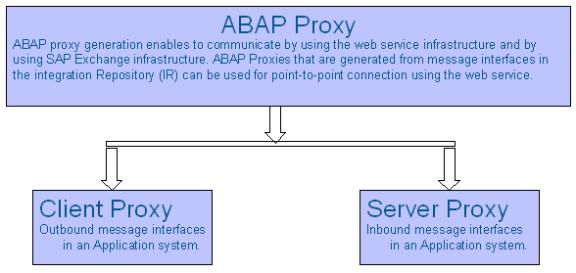 ABAP Proxy
ABAP proxy generation enables to communicate by using the web service infrastructure and by
using SAP Exchange infrastructure. ABAP Proxies that are generated from message interfaces in
the integration Repository (IR) can be used for point-to-point connection using the web service.
Client Proxy
Outbound message interfaces
in an Application system.
Server Proxy
Inbound message interfaces
in an Application system.